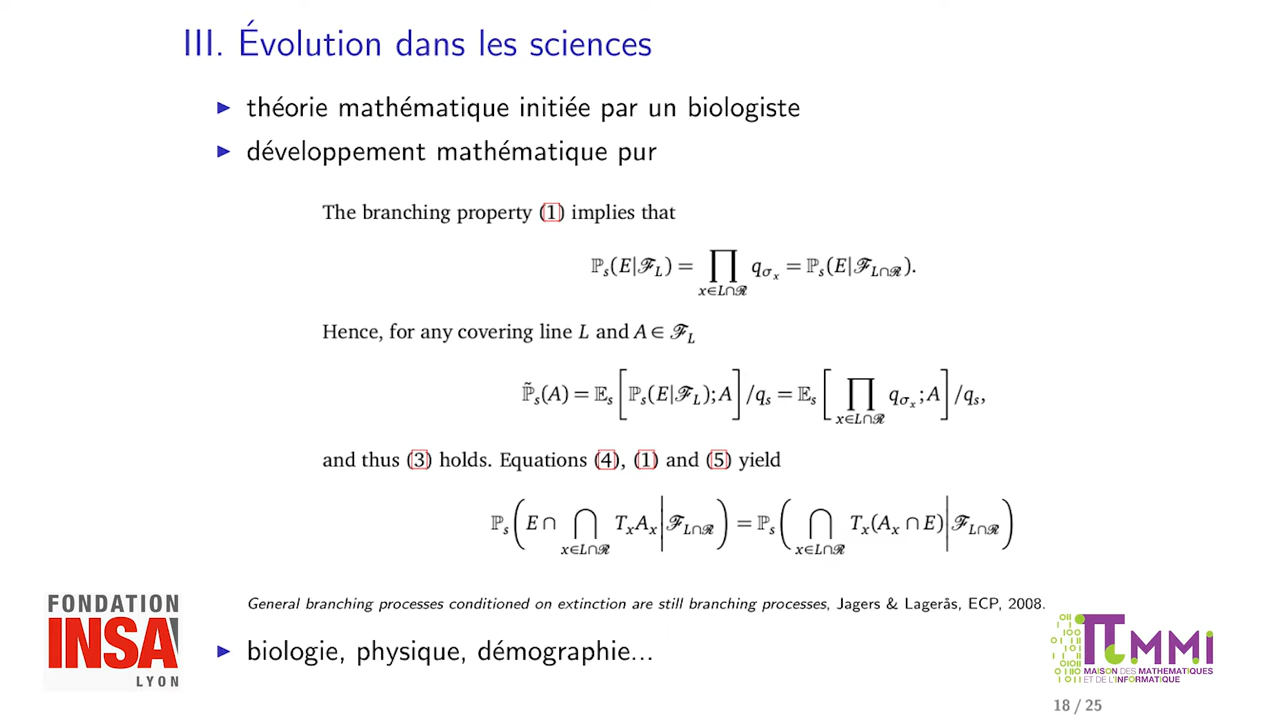 III. Évolution dans les sciences
▶ théorie mathématique initiée par un biologiste
▶ développement mathématique pur
The branching property (1) implies that
ℙ_s(E|ℱ_L) = ∏_{x∈L∩ℛ} q_{σ_x} = ℙ_s(E|ℱ_{L∩ℛ}).
Hence, for any covering line L and A ∈ ℱ_L
ℙ̃_s(A) = 𝔼_s[ℙ_s(E|ℱ_L); A]/q_s = 𝔼_s[∏_{x∈L∩ℛ} q_{σ_x}; A]/q_s,
and thus (3) holds. Equations (4), (1) and (5) yield
ℙ_s(E ∩ ⋂_{x∈L∩ℛ} T_x A_x | ℱ_{L∩ℛ}) = ℙ_s(⋂_{x∈L∩ℛ} T_x(A_x ∩ E) | ℱ_{L∩ℛ})
General branching processes conditioned on extinction are still branching processes, Jagers & Lagerås, ECP, 2008.
▶ biologie, physique, démographie...
FONDATION
INSA
LYON
MMI
MAISON DES MATHÉMATIQUES
ET DE L'INFORMATIQUE
18 / 25